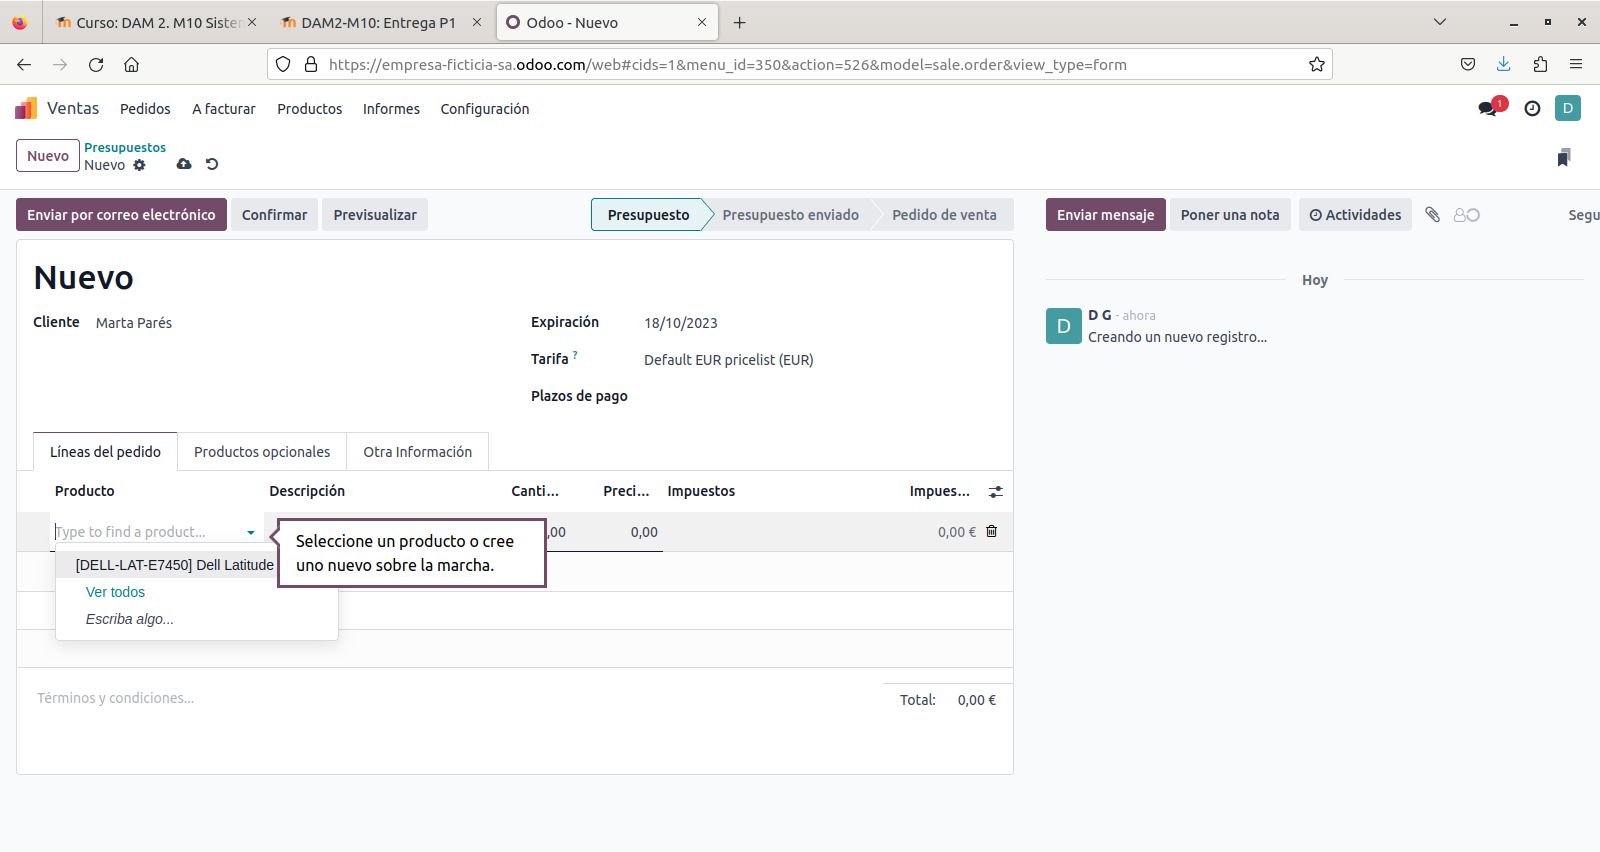 Curso: DAM 2. M10 Sister
DAM2-M10: Entrega P1
Odoo - Nuevo
https://empresa-ficticia-sa.odoo.com/web#cids=1&menu_id=350&action=526&model=sale.order&view_type=form
Ventas Pedidos A facturar Productos Informes Configuración
1
D
Nuevo
Presupuestos
Nuevo
Enviar por correo electrónico Confirmar Previsualizar
Presupuesto Presupuesto enviado Pedido de venta
Enviar mensaje Poner una nota Actividades
Segu
Nuevo
Cliente Marta Parés
Expiración 18/10/2023
Tarifa ? Default EUR pricelist (EUR)
Plazos de pago
Hoy
D
D G - ahora
Creando un nuevo registro...
Líneas del pedido Productos opcionales Otra Información
Producto Descripción Canti... Preci... Impuestos Impues...
Type to find a product... ,00 0,00 0,00 €
Seleccione un producto o cree
uno nuevo sobre la marcha.
[DELL-LAT-E7450] Dell Latitude
Ver todos
Escriba algo...
Términos y condiciones...
Total: 0,00 €